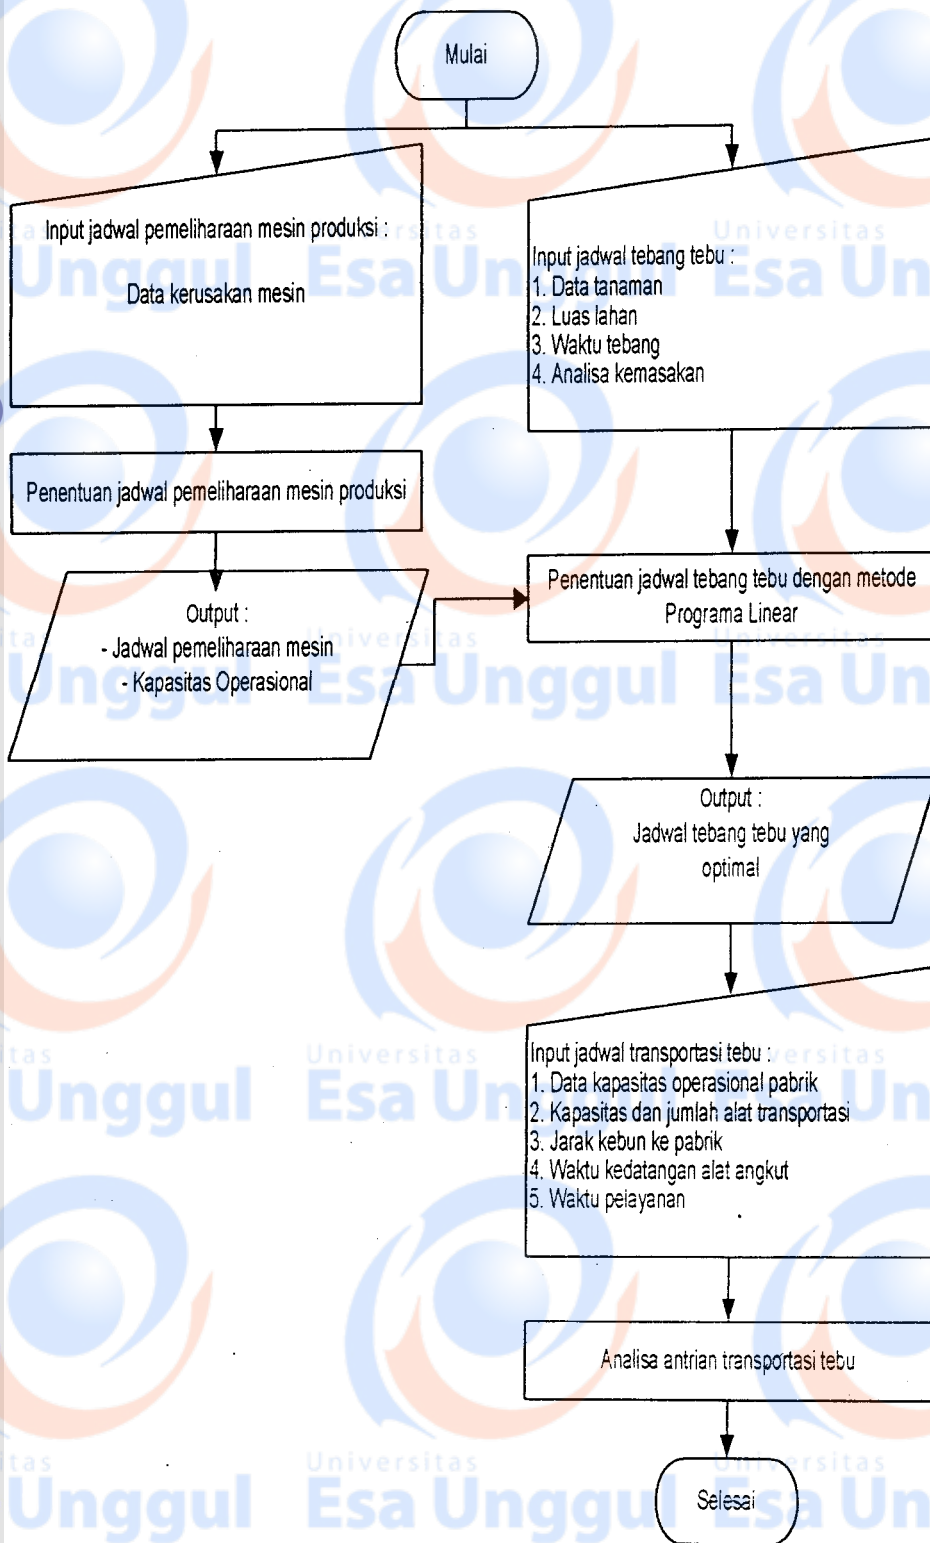 Mulai
Input jadwal pemeliharaan mesin produksi :
Data kerusakan mesin
Penentuan jadwal pemeliharaan mesin produksi
Output :
- Jadwal pemeliharaan mesin
- Kapasitas Operasional
Input jadwal tebang tebu :
1. Data tanaman
2. Luas lahan
3. Waktu tebang
4. Analisa kemasakan
Penentuan jadwal tebang tebu dengan metode
Programa Linear
Output :
Jadwal tebang tebu yang
optimal
Input jadwal transportasi tebu :
1. Data kapasitas operasional pabrik
2. Kapasitas dan jumlah alat transportasi
3. Jarak kebun ke pabrik
4. Waktu kedatangan alat angkut
5. Waktu pelayanan
Analisa antrian transportasi tebu
Selesai
Universitas
Esa Unggul